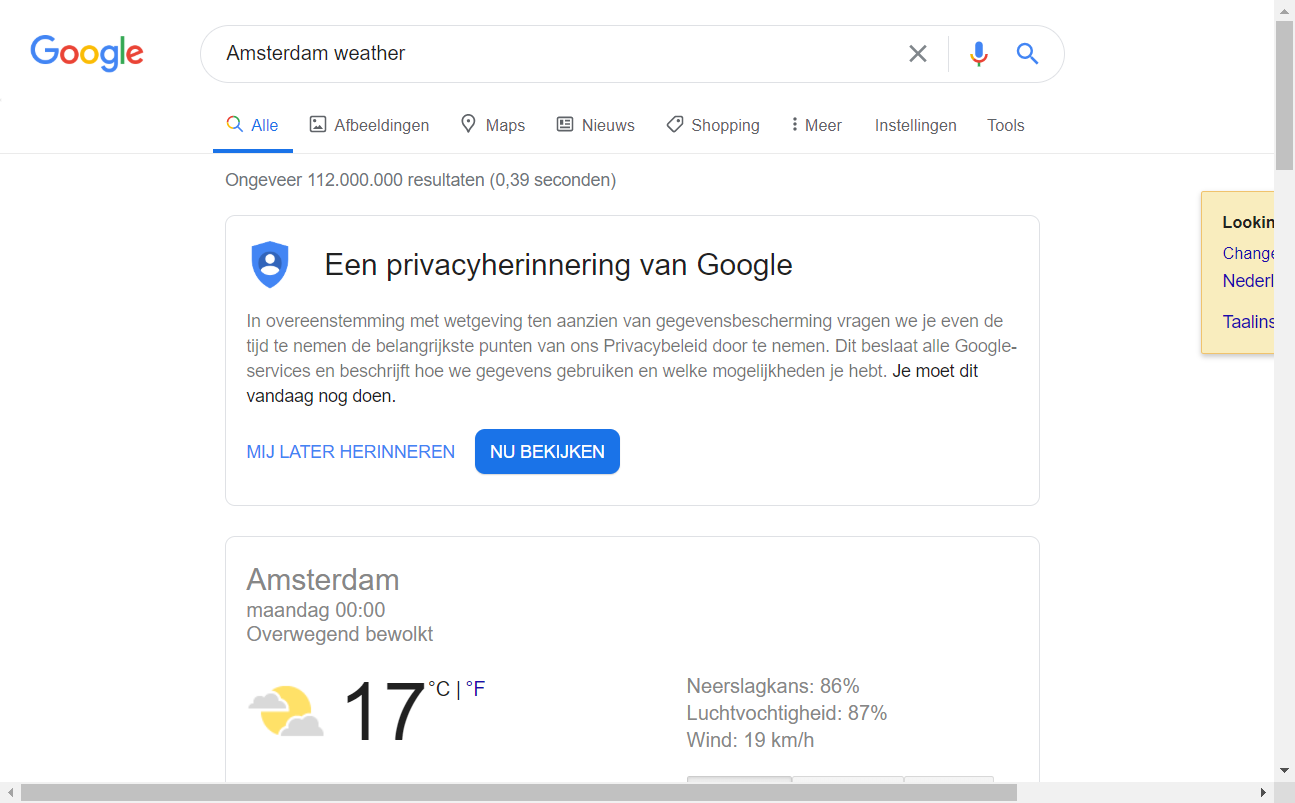 Google
Amsterdam weather
Alle Afbeeldingen Maps Nieuws Shopping Meer Instellingen Tools
Ongeveer 112.000.000 resultaten (0,39 seconden)
Een privacyherinnering van Google
In overeenstemming met wetgeving ten aanzien van gegevensbescherming vragen we je even de
tijd te nemen de belangrijkste punten van ons Privacybeleid door te nemen. Dit beslaat alle Google-
services en beschrijft hoe we gegevens gebruiken en welke mogelijkheden je hebt. Je moet dit
vandaag nog doen.
MIJ LATER HERINNEREN NU BEKIJKEN
Lookin
Change
Nederl
Taalins
Amsterdam
maandag 00:00
Overwegend bewolkt
17 °C | °F
Neerslagkans: 86%
Luchtvochtigheid: 87%
Wind: 19 km/h